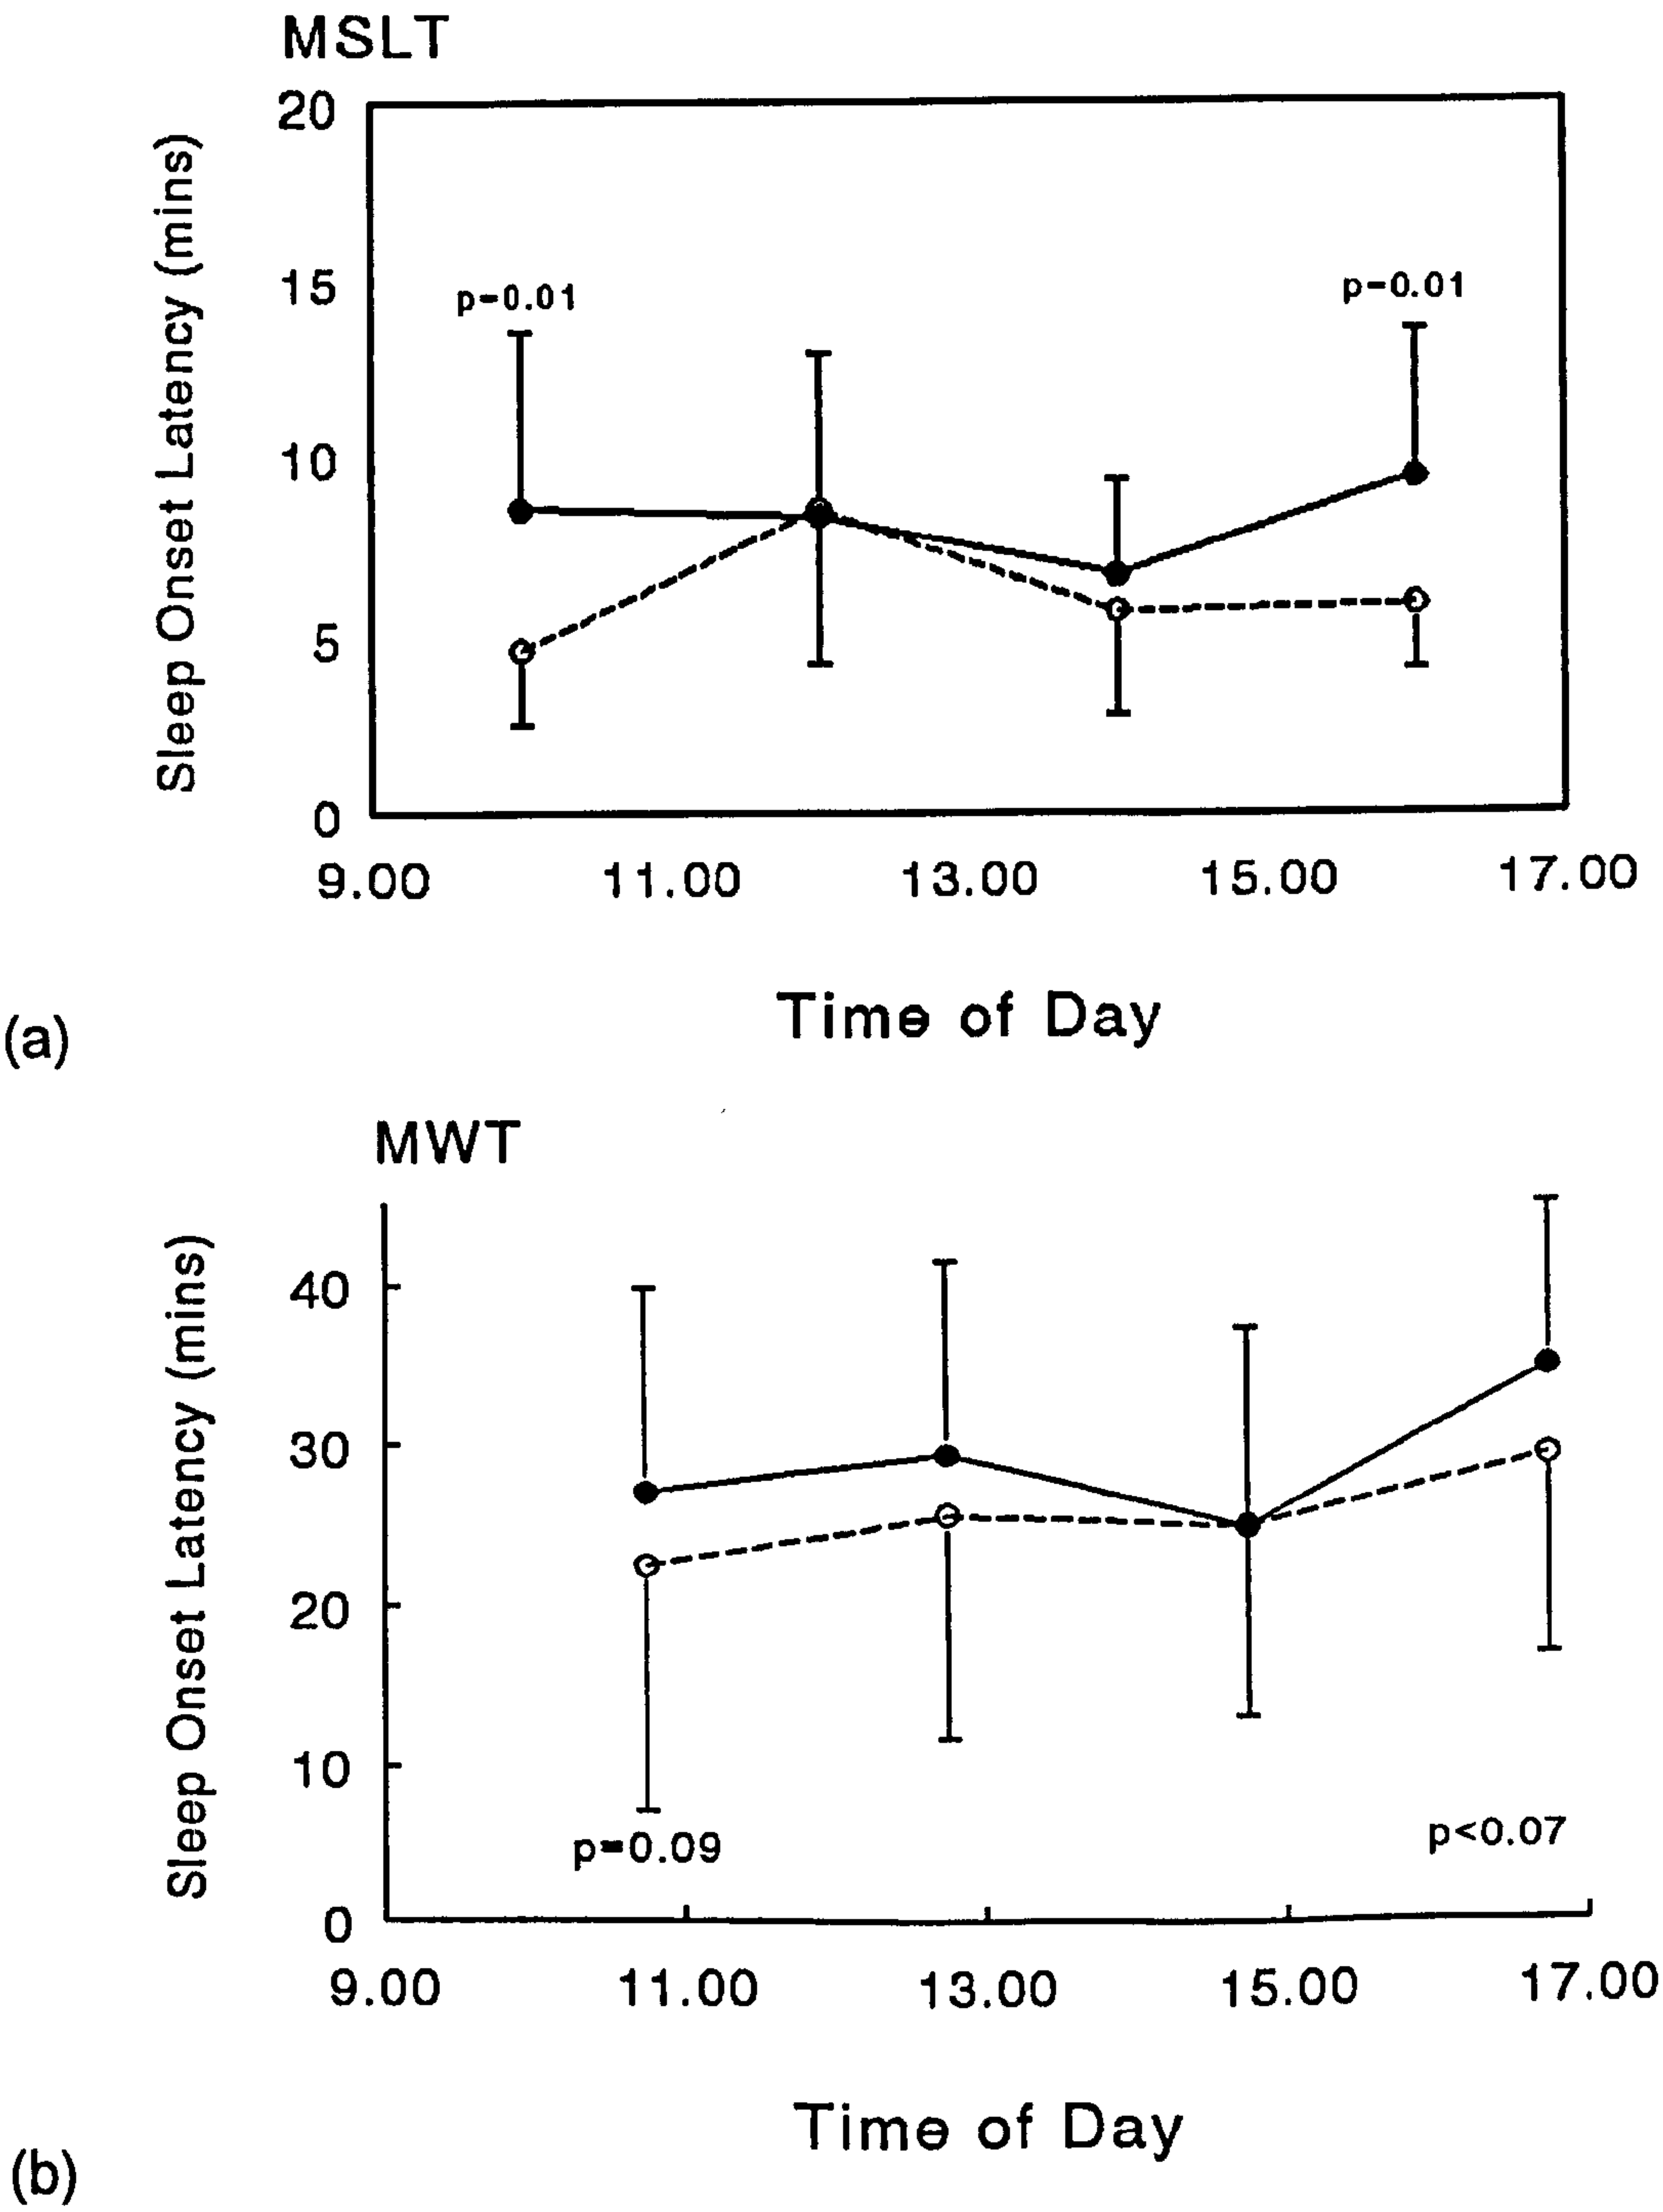 MSLT
Sleep Onset Latency (mins)
20
15
10
5
0
p=0.01
p=0.01
9.00 11.00 13.00 15.00 17.00
Time of Day
(a)
MWT
Sleep Onset Latency (mins)
40
30
20
10
0
p=0.09
p<0.07
9.00 11.00 13.00 15.00 17.00
Time of Day
(b)